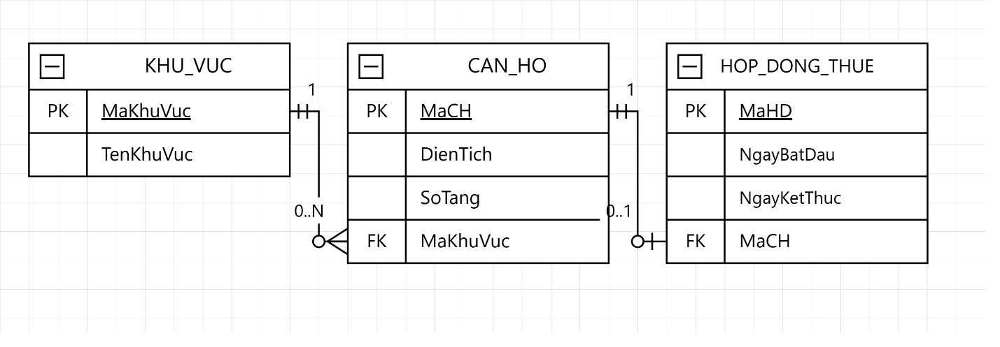 KHU_VUC
PK MaKhuVuc
TenKhuVuc
1
0..N
CAN_HO
PK MaCH
DienTich
SoTang
FK MaKhuVuc
1
0..1
HOP_DONG_THUE
PK MaHD
NgayBatDau
NgayKetThuc
FK MaCH